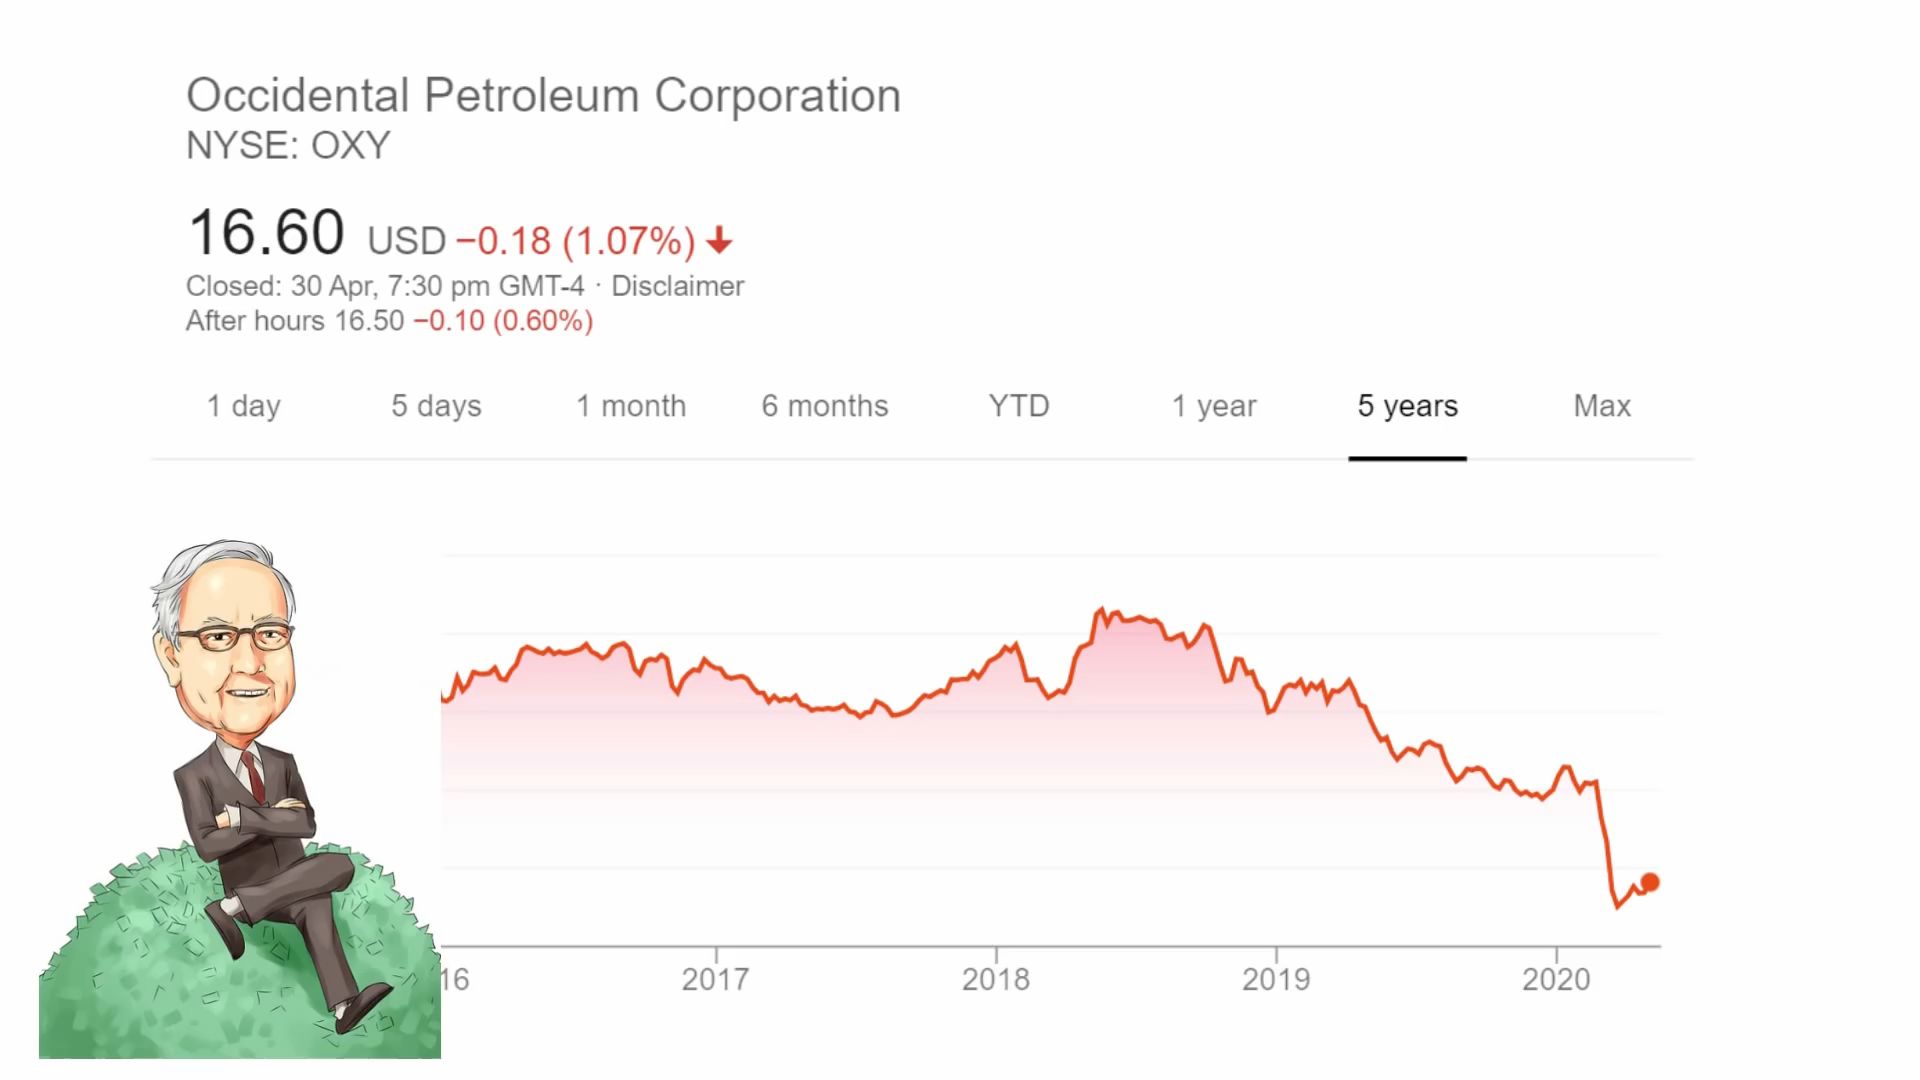 Occidental Petroleum Corporation
NYSE: OXY
16.60 USD −0.18 (1.07%)
Closed: 30 Apr, 7:30 pm GMT-4 · Disclaimer
After hours 16.50 −0.10 (0.60%)
1 day 5 days 1 month 6 months YTD 1 year 5 years Max
16 2017 2018 2019 2020